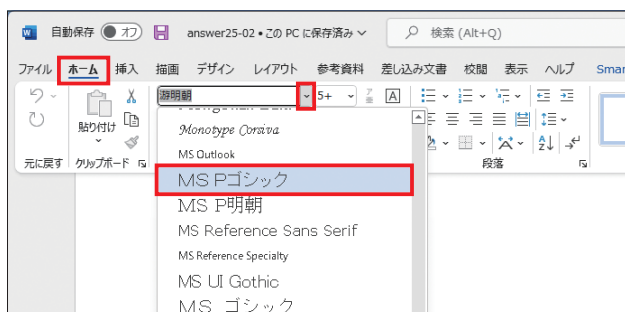 自動保存 オフ answer25-02 • この PC に保存済み 検索 (Alt+Q)
ファイル ホーム 挿入 描画 デザイン レイアウト 参考資料 差し込み文書 校閲 表示 ヘルプ Smar
游明朝 5+ ア亜 A
Monotype Corsiva
貼り付け
MS Outlook
元に戻す クリップボード 段落
MS Pゴシック
MS P明朝
MS Reference Sans Serif
MS Reference Specialty
MS UI Gothic
MS ゴシック